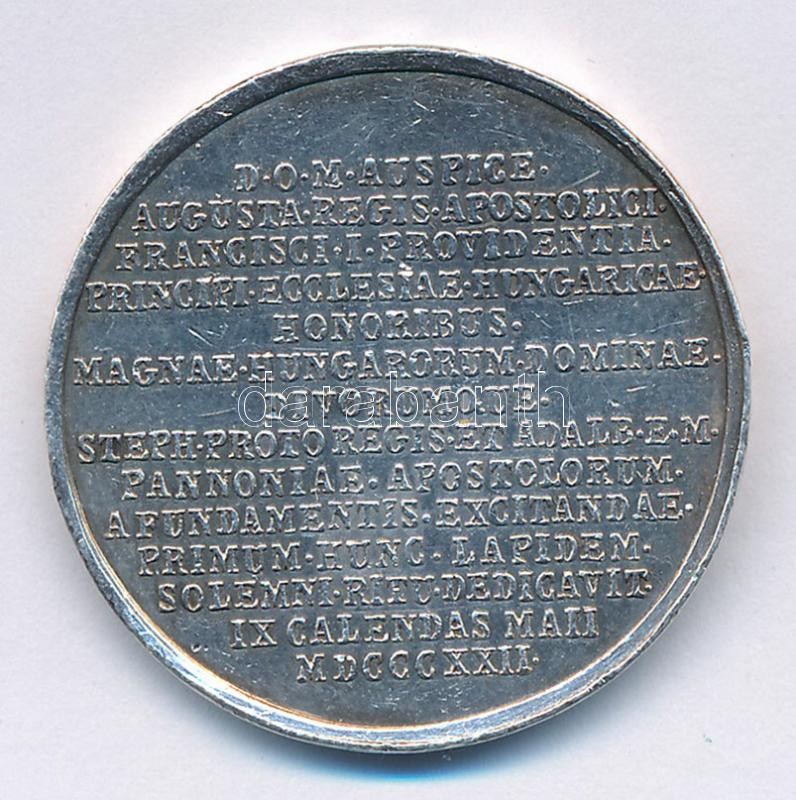 D·O·M·AUSPICE·
AUGUSTA·REGIS·APOSTOLICI·
FRANCISCI·I·PROVIDENTIA·
PRINCIPI·ECCLESIAE·HUNGARICAE·
HONORIBUS·
MAGNAE·HUNGARORUM·DOMINAE·
darabanth
STEPH·PROTO REGIS·ET ADALB·E·M·
PANNONIAE· APOSTOLORUM·
A FUNDAMENTIS·EXCITANDAE·
PRIMUM·HUNC·LAPIDEM·
SOLEMNI·RITU·DEDICAVIT·
IX CALENDAS MAII
MDCCCXXII·